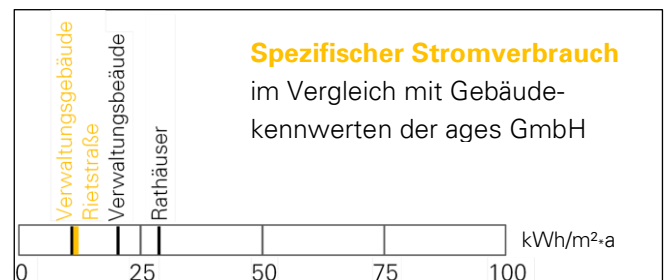 Spezifischer Stromverbrauch
im Vergleich mit Gebäude-
kennwerten der ages GmbH
Verwaltungsgebäude
Rietstraße
Verwaltungsbeäude
Rathäuser
kWh/m²*a
0 25 50 75 100